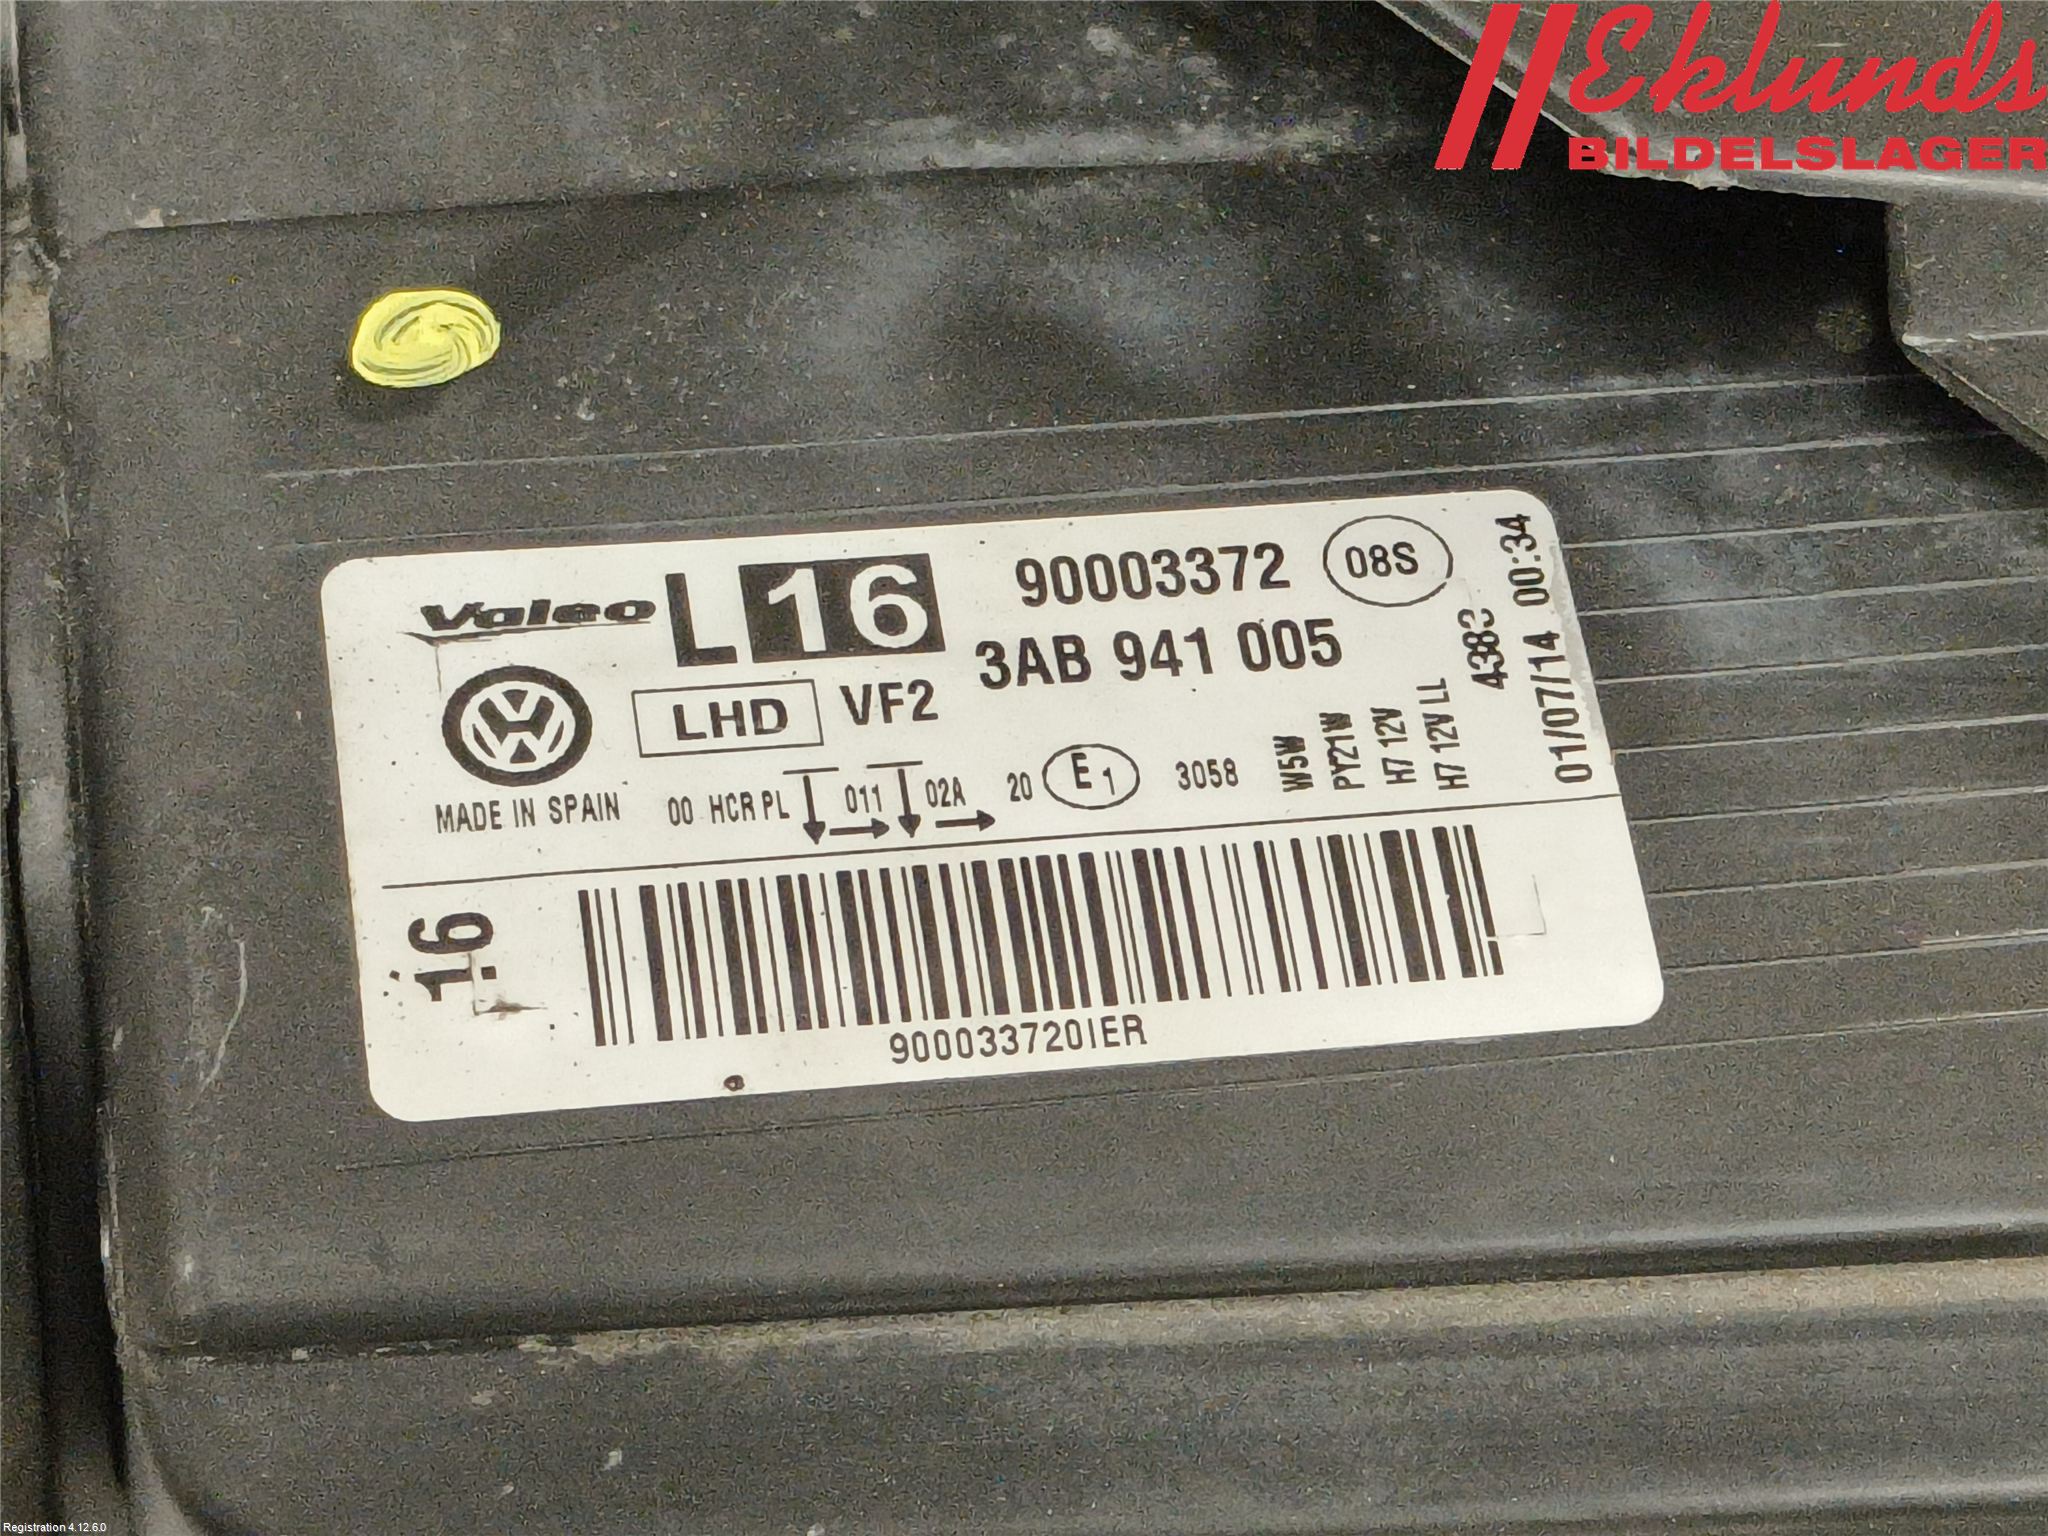 Eklunds
BILDELSLAGER
Valeo L 16 90003372 08S
3AB 941 005
LHD VF2
MADE IN SPAIN
00 HCR PL 011 02A 20 E1 3058
W5W
PY21W
H7 12V
H7 12V LL
4383
01/07/14 00:34
16
900033720IER
Registration 4.12.6.0